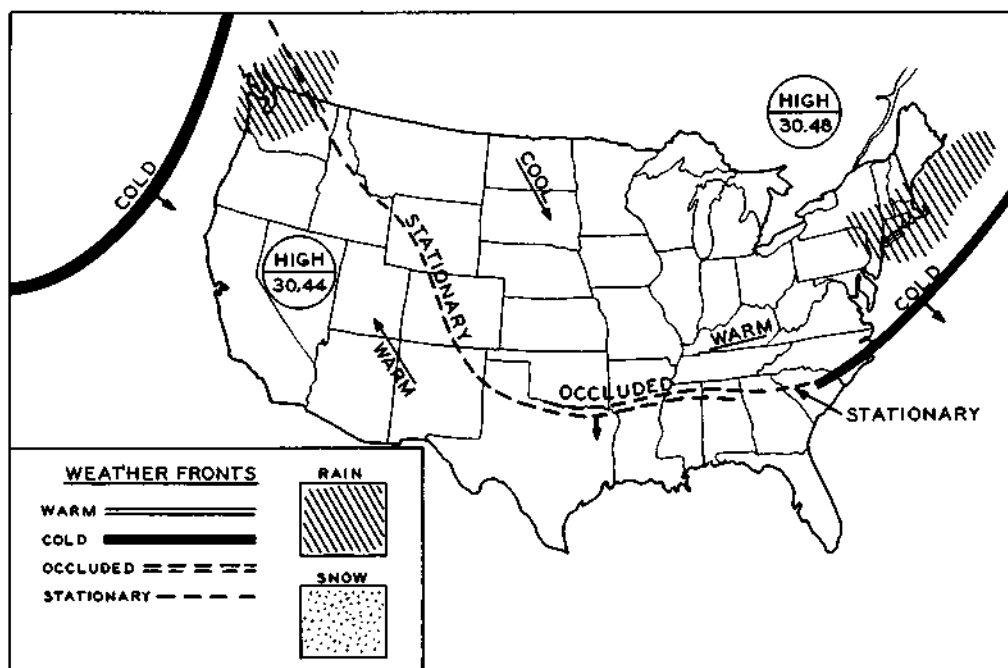 HIGH
30.48
COLD
COOL
STATIONARY
HIGH
30.44
COLD
WARM
WARM
OCCLUDED
STATIONARY
WEATHER FRONTS
WARM
COLD
OCCLUDED
STATIONARY
RAIN
SNOW